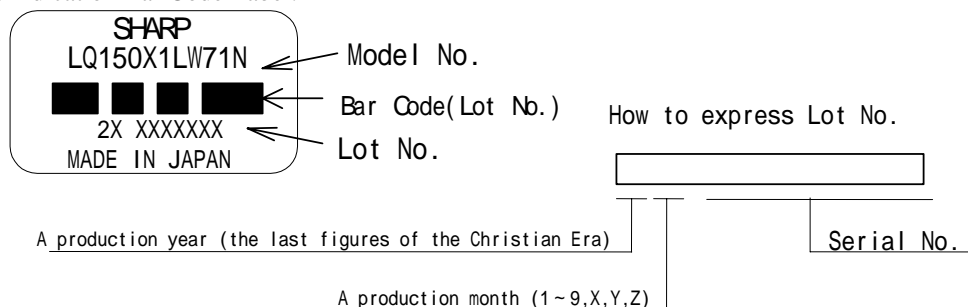 SHARP
LQ150X1LW71N
Model No.
Bar Code(Lot No.)
2X XXXXXXX
Lot No.
MADE IN JAPAN
How to express Lot No.
A production year (the last figures of the Christian Era)
Serial No.
A production month (1~9,X,Y,Z)